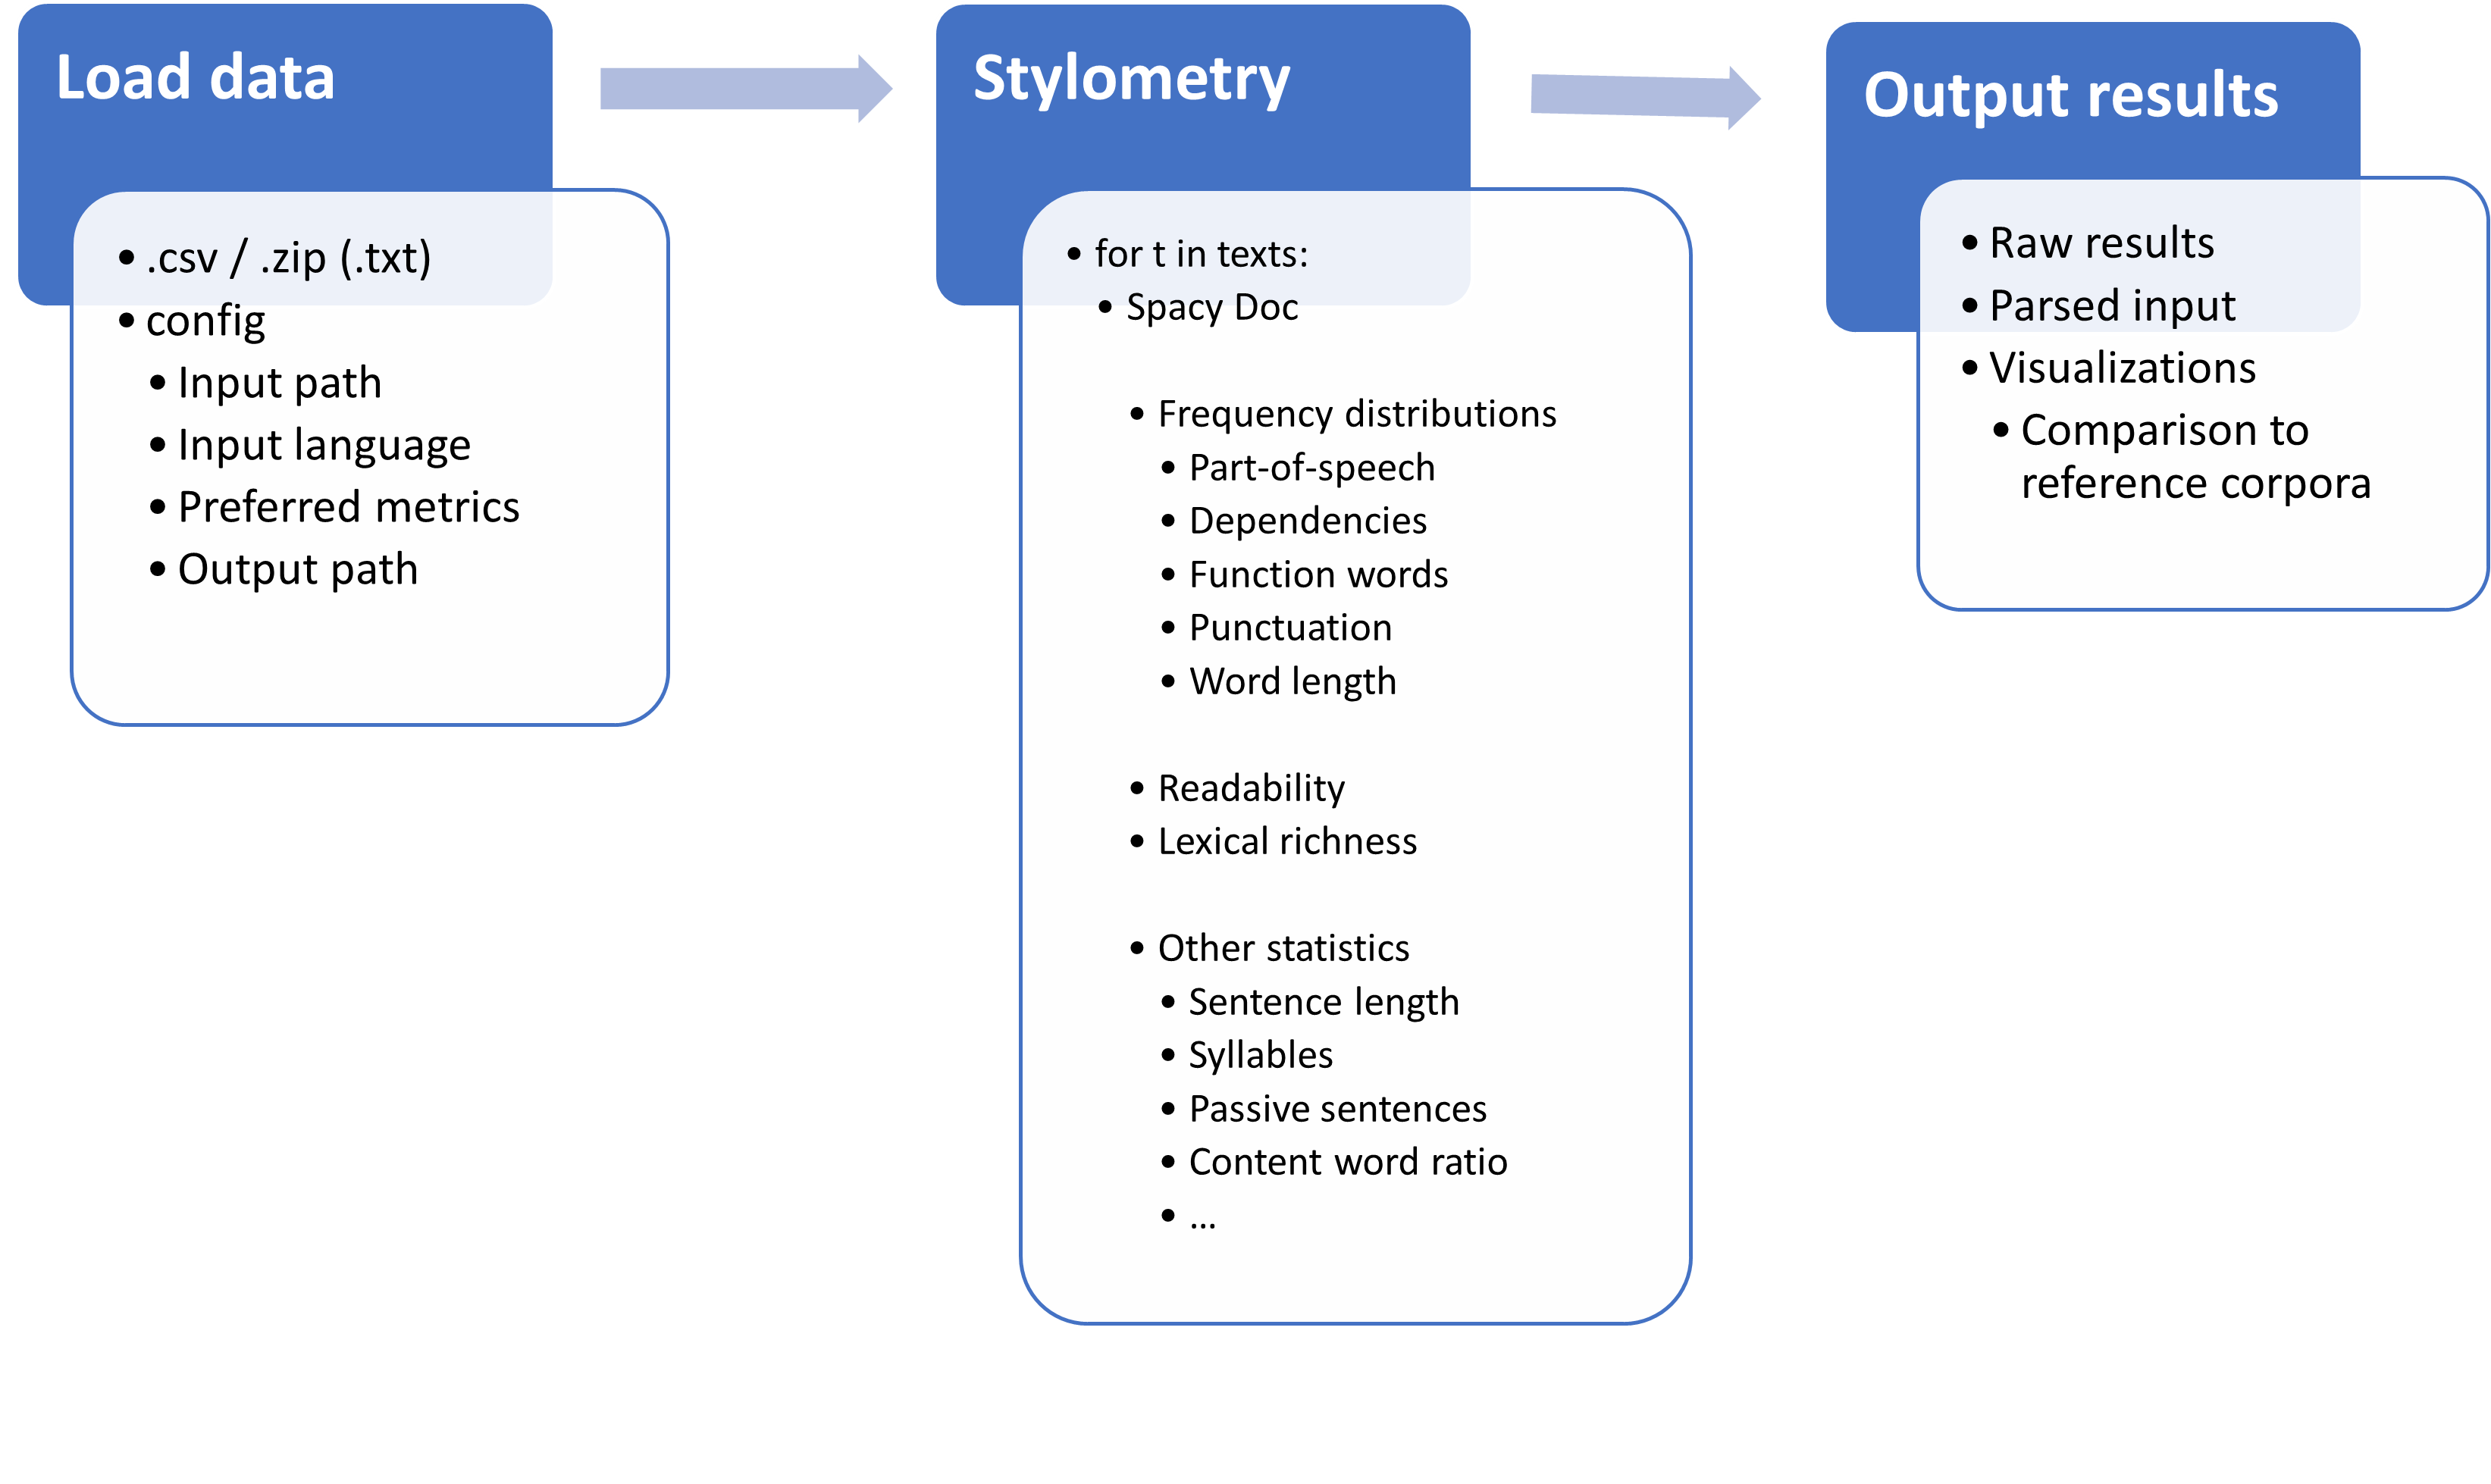 Load data
• .csv / .zip (.txt)
• config
• Input path
• Input language
• Preferred metrics
• Output path
Stylometry
• for t in texts:
• Spacy Doc
• Frequency distributions
• Part-of-speech
• Dependencies
• Function words
• Punctuation
• Word length
• Readability
• Lexical richness
• Other statistics
• Sentence length
• Syllables
• Passive sentences
• Content word ratio
• ...
Output results
• Raw results
• Parsed input
• Visualizations
• Comparison to
reference corpora